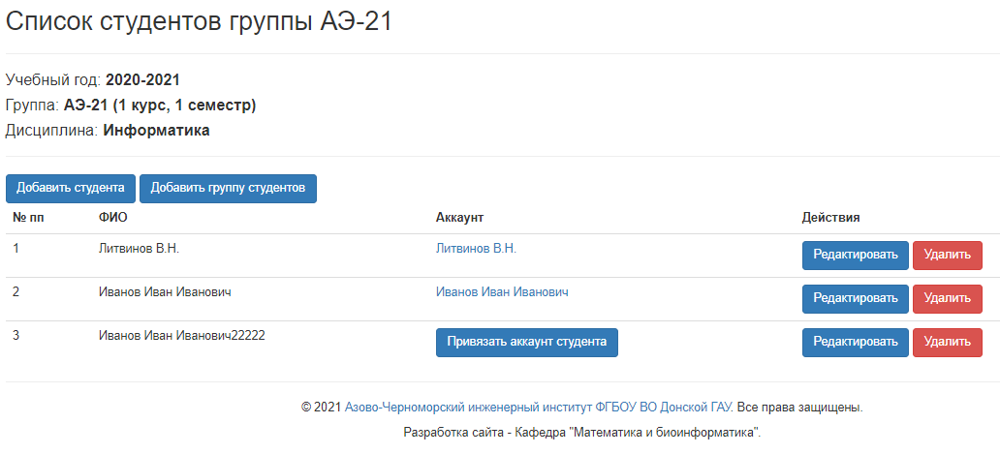 Список студентов группы АЭ-21
Учебный год: 2020-2021
Группа: АЭ-21 (1 курс, 1 семестр)
Дисциплина: Информатика
Добавить студента Добавить группу студентов
№ пп ФИО Аккаунт Действия
1 Литвинов В.Н. Литвинов В.Н. Редактировать Удалить
2 Иванов Иван Иванович Иванов Иван Иванович Редактировать Удалить
3 Иванов Иван Иванович22222 Привязать аккаунт студента Редактировать Удалить
© 2021 Азово-Черноморский инженерный институт ФГБОУ ВО Донской ГАУ. Все права защищены.
Разработка сайта - Кафедра "Математика и биоинформатика".